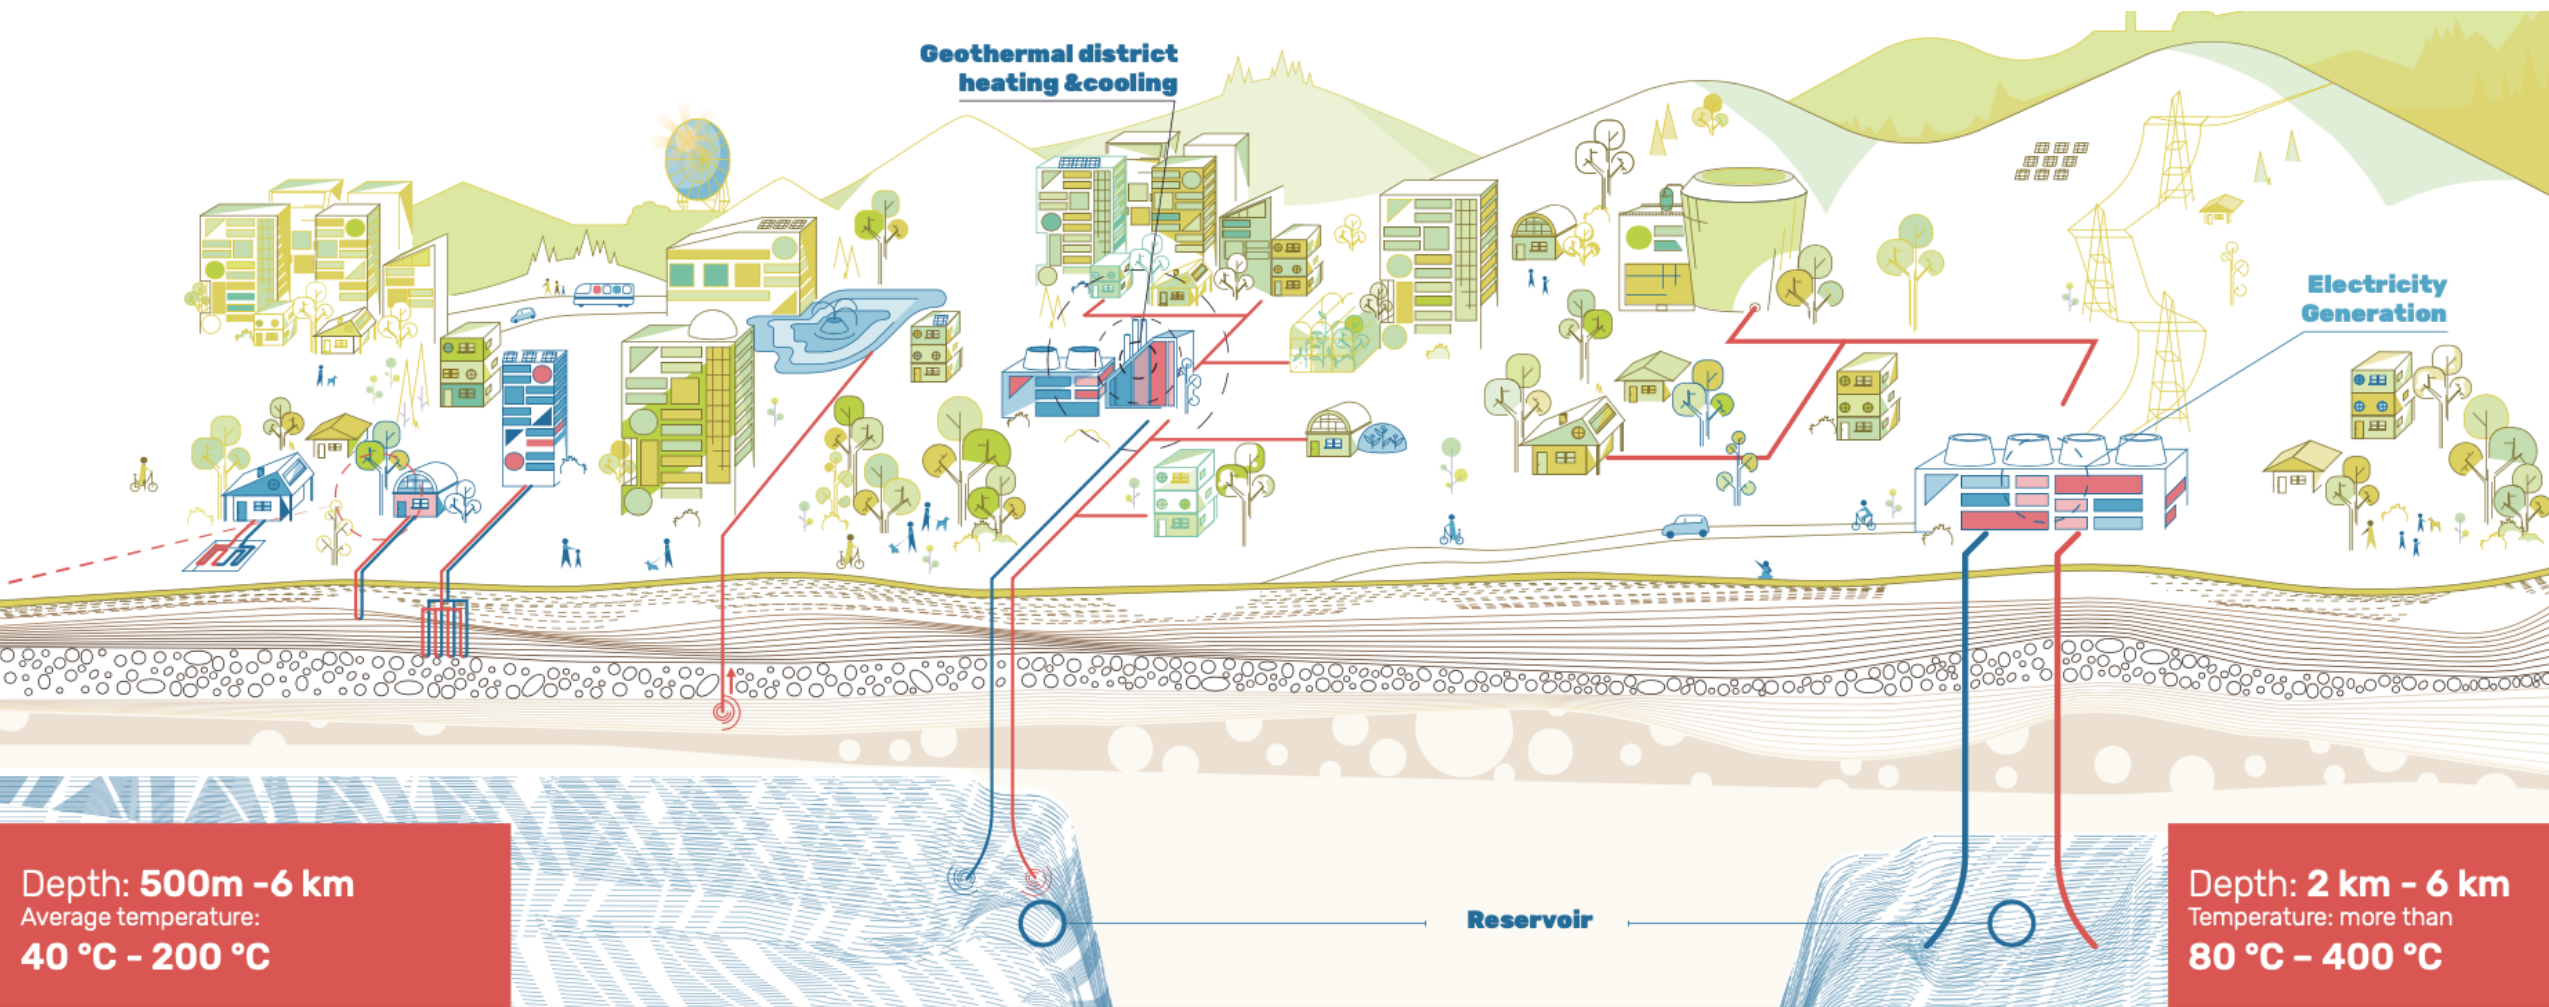 Geothermal district
heating &cooling
Electricity
Generation
Depth: 500m -6 km
Average temperature:
40 °C - 200 °C
Reservoir
Depth: 2 km - 6 km
Temperature: more than
80 °C – 400 °C